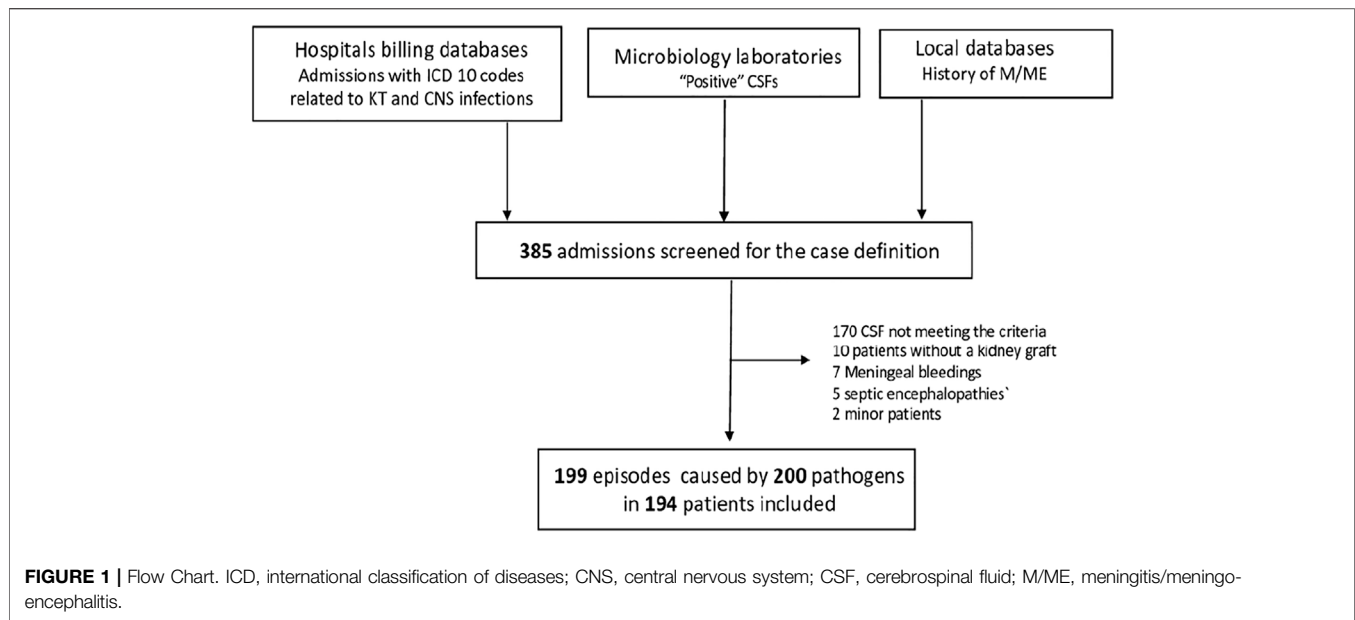 Hospitals billing databases
Admissions with ICD 10 codes
related to KT and CNS infections
Microbiology laboratories
“Positive” CSFs
Local databases
History of M/ME
385 admissions screened for the case definition
170 CSF not meeting the criteria
10 patients without a kidney graft
7 Meningeal bleedings
5 septic encephalopathies`
2 minor patients
199 episodes caused by 200 pathogens
in 194 patients included
FIGURE 1 | Flow Chart. ICD, international classification of diseases; CNS, central nervous system; CSF, cerebrospinal fluid; M/ME, meningitis/meningo-
encephalitis.